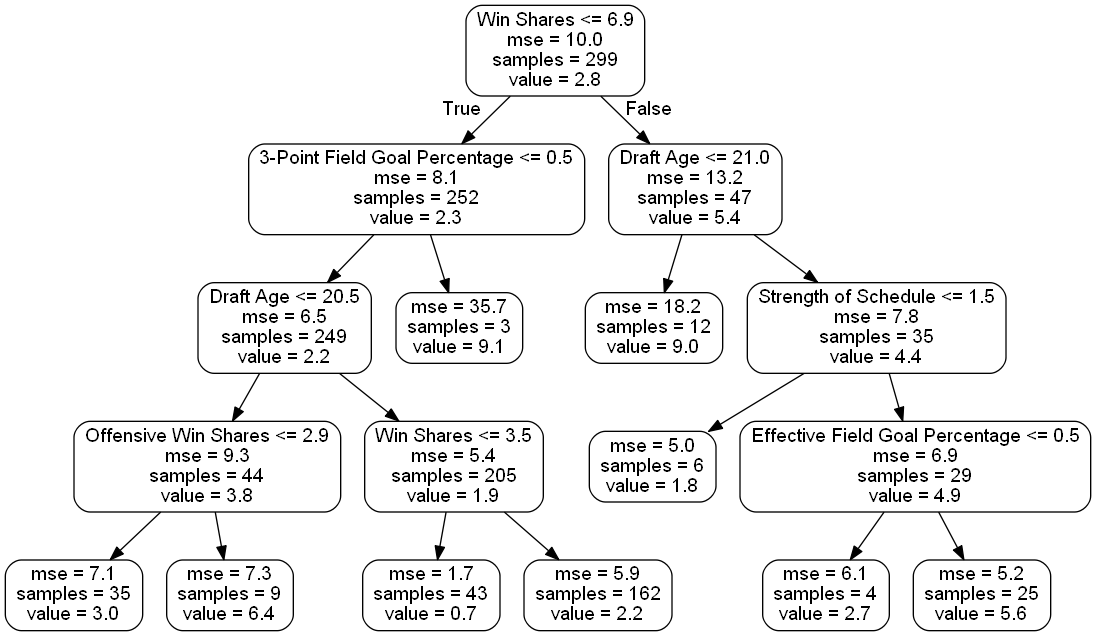 Win Shares <= 6.9
mse = 10.0
samples = 299
value = 2.8
True
False
3-Point Field Goal Percentage <= 0.5
mse = 8.1
samples = 252
value = 2.3
Draft Age <= 21.0
mse = 13.2
samples = 47
value = 5.4
Draft Age <= 20.5
mse = 6.5
samples = 249
value = 2.2
mse = 35.7
samples = 3
value = 9.1
mse = 18.2
samples = 12
value = 9.0
Strength of Schedule <= 1.5
mse = 7.8
samples = 35
value = 4.4
Offensive Win Shares <= 2.9
mse = 9.3
samples = 44
value = 3.8
Win Shares <= 3.5
mse = 5.4
samples = 205
value = 1.9
mse = 5.0
samples = 6
value = 1.8
Effective Field Goal Percentage <= 0.5
mse = 6.9
samples = 29
value = 4.9
mse = 7.1
samples = 35
value = 3.0
mse = 7.3
samples = 9
value = 6.4
mse = 1.7
samples = 43
value = 0.7
mse = 5.9
samples = 162
value = 2.2
mse = 6.1
samples = 4
value = 2.7
mse = 5.2
samples = 25
value = 5.6